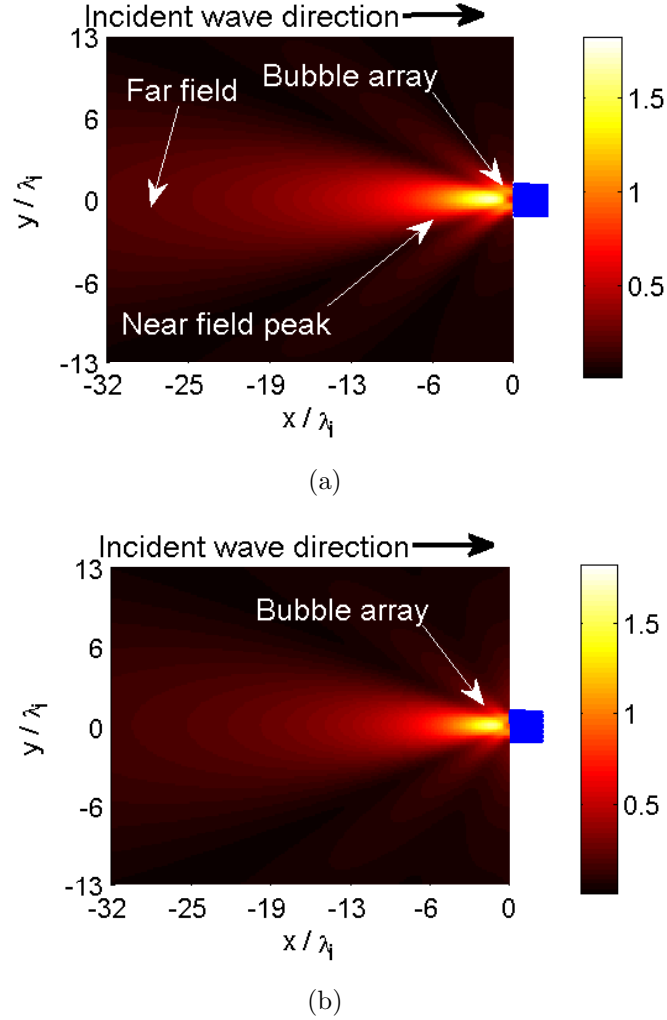 Incident wave direction
13
6
0
-6
-13
y / λi
Far field
Bubble array
Near field peak
-32
-25
-19
-13
-6
0
x / λi
1.5
1
0.5
(a)
Incident wave direction
13
6
0
-6
-13
y / λi
Bubble array
-32
-25
-19
-13
-6
0
x / λi
1.5
1
0.5
(b)